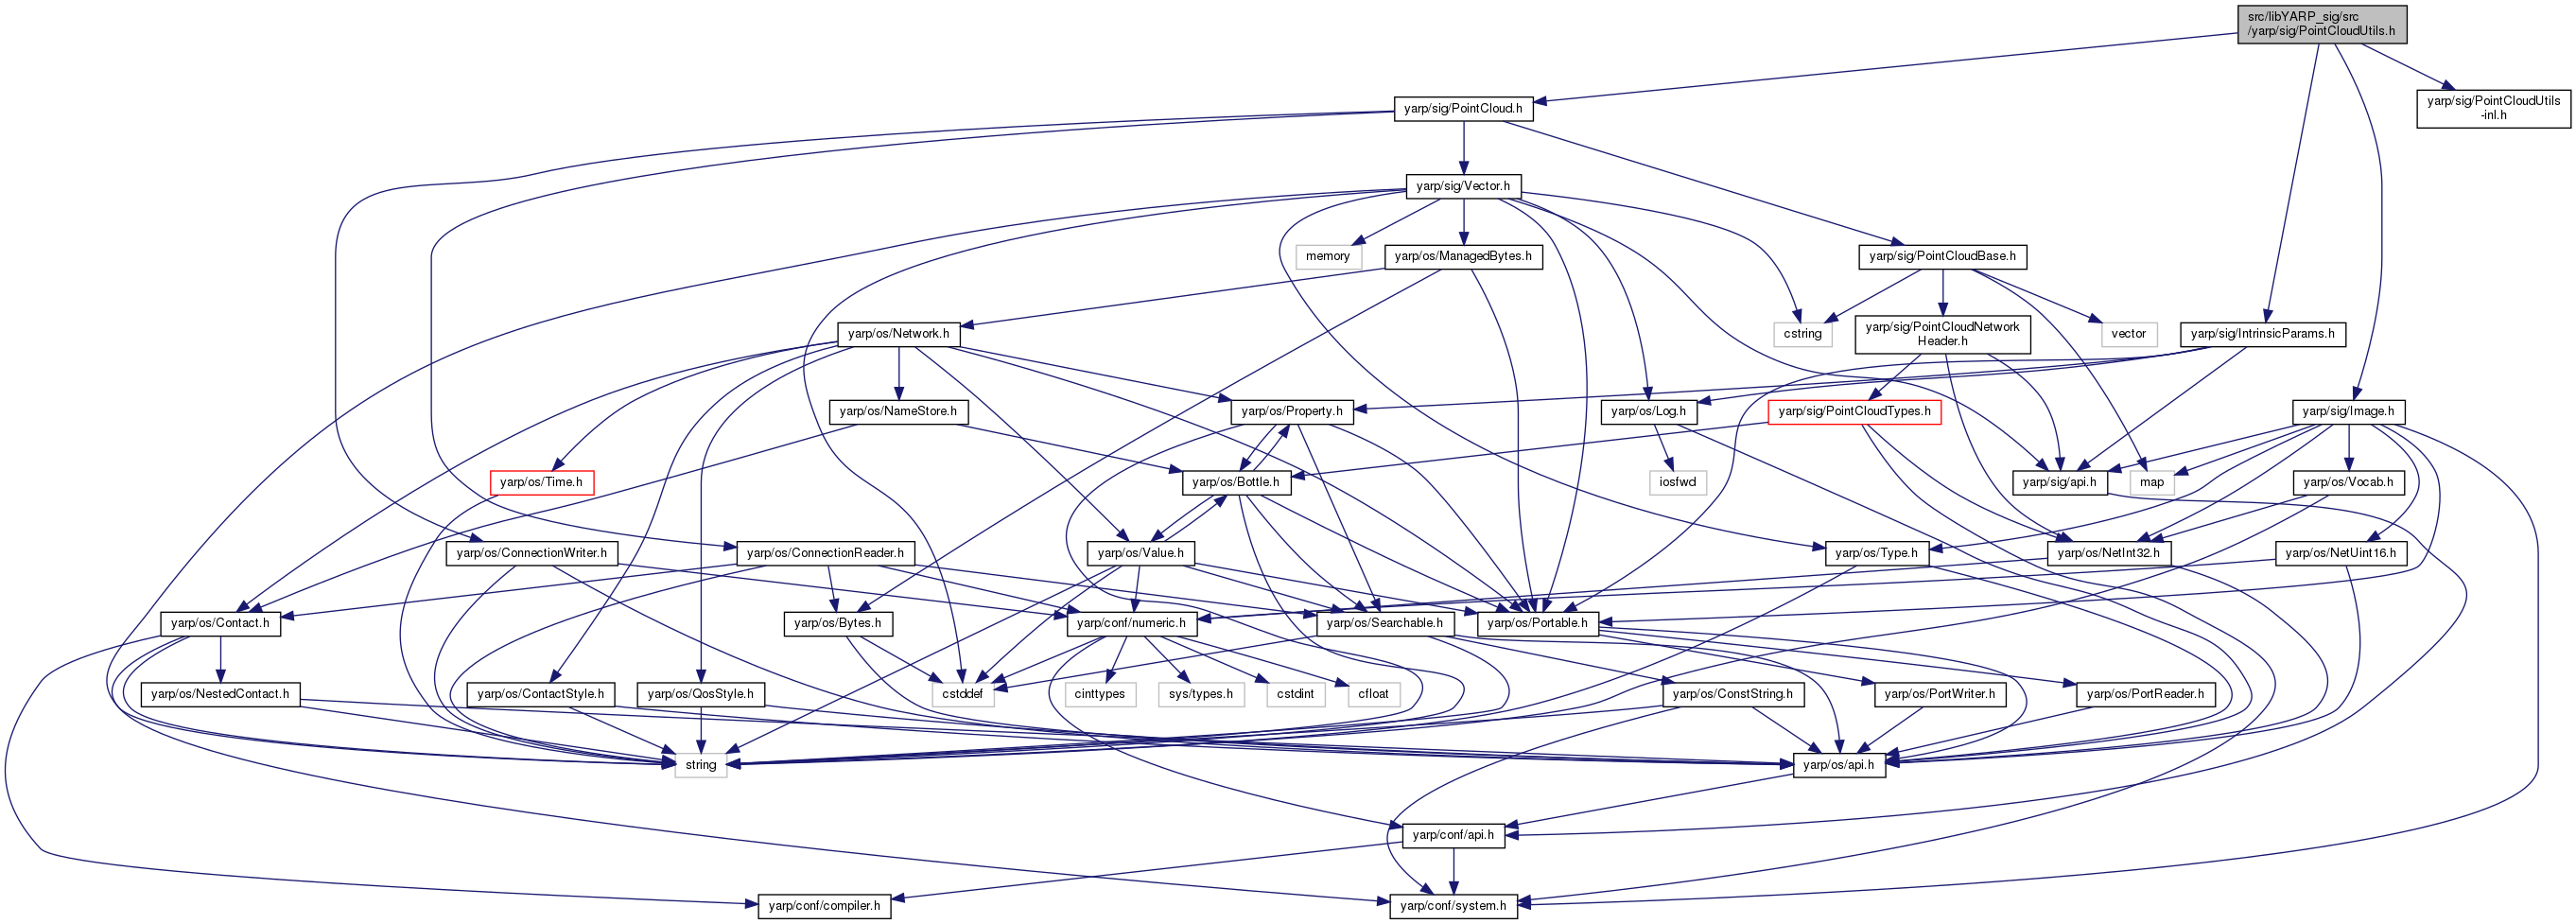 src/libYARP_sig/src
/yarp/sig/PointCloudUtils.h
yarp/sig/PointCloud.h
yarp/sig/PointCloudUtils
-inl.h
yarp/sig/Vector.h
memory
yarp/os/ManagedBytes.h
yarp/sig/PointCloudBase.h
yarp/os/Network.h
cstring
yarp/sig/PointCloudNetwork
Header.h
vector
yarp/sig/IntrinsicParams.h
yarp/os/NameStore.h
yarp/os/Property.h
yarp/os/Log.h
yarp/sig/PointCloudTypes.h
yarp/sig/Image.h
yarp/os/Time.h
yarp/os/Bottle.h
iosfwd
yarp/sig/api.h
map
yarp/os/Vocab.h
yarp/os/ConnectionWriter.h
yarp/os/ConnectionReader.h
yarp/os/Value.h
yarp/os/Type.h
yarp/os/NetInt32.h
yarp/os/NetUint16.h
yarp/os/Contact.h
yarp/os/Bytes.h
yarp/conf/numeric.h
yarp/os/Searchable.h
yarp/os/Portable.h
yarp/os/NestedContact.h
yarp/os/ContactStyle.h
yarp/os/QosStyle.h
cstddef
cinttypes
sys/types.h
cstdint
cfloat
yarp/os/ConstString.h
yarp/os/PortWriter.h
yarp/os/PortReader.h
string
yarp/os/api.h
yarp/conf/api.h
yarp/conf/compiler.h
yarp/conf/system.h